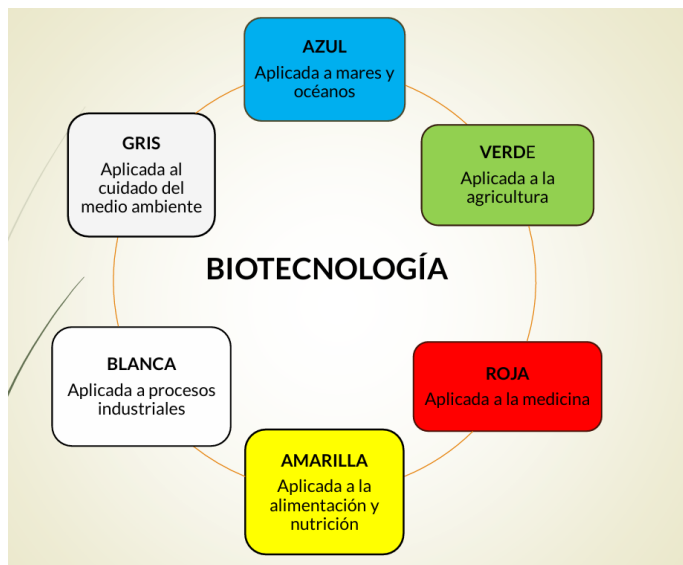 AZUL
Aplicada a mares y
océanos
VERDE
Aplicada a la
agricultura
GRIS
Aplicada al
cuidado del
medio ambiente
BIOTECNOLOGÍA
BLANCA
Aplicada a procesos
industriales
ROJA
Aplicada a la medicina
AMARILLA
Aplicada a la
alimentación y
nutrición